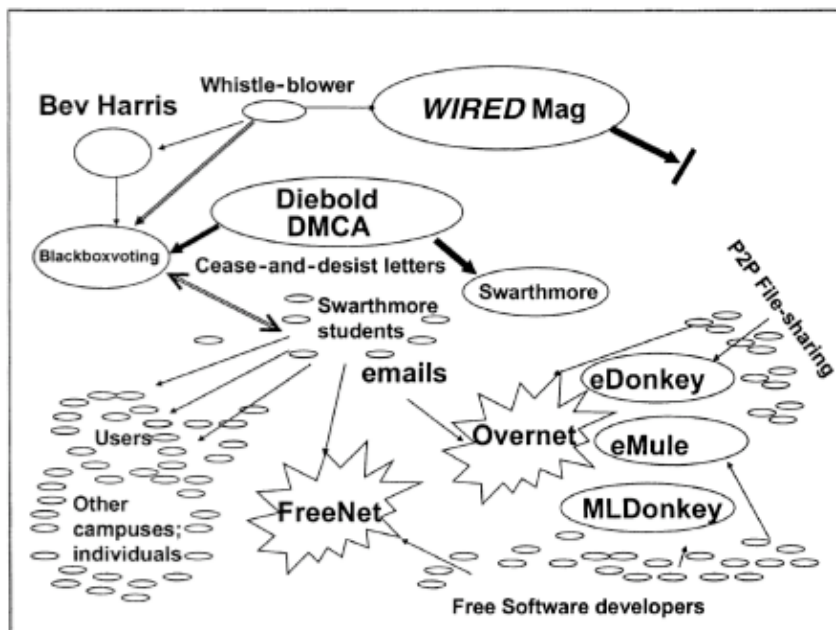 Whistle-blower
Bev Harris
WIRED Mag
Diebold
DMCA
Blackboxvoting
Cease-and-desist letters
Swarthmore
Swarthmore
students
P2P File-sharing
emails
eDonkey
Overnet
eMule
Users
FreeNet
MLDonkey
Other
campuses;
individuals
Free Software developers